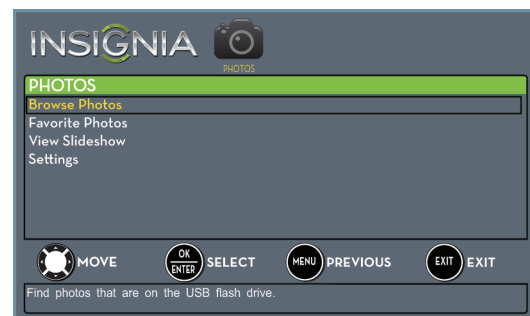 INSIGNIA
PHOTOS
PHOTOS
Browse Photos
Favorite Photos
View Slideshow
Settings
MOVE OK ENTER SELECT MENU PREVIOUS EXIT EXIT
Find photos that are on the USB flash drive.